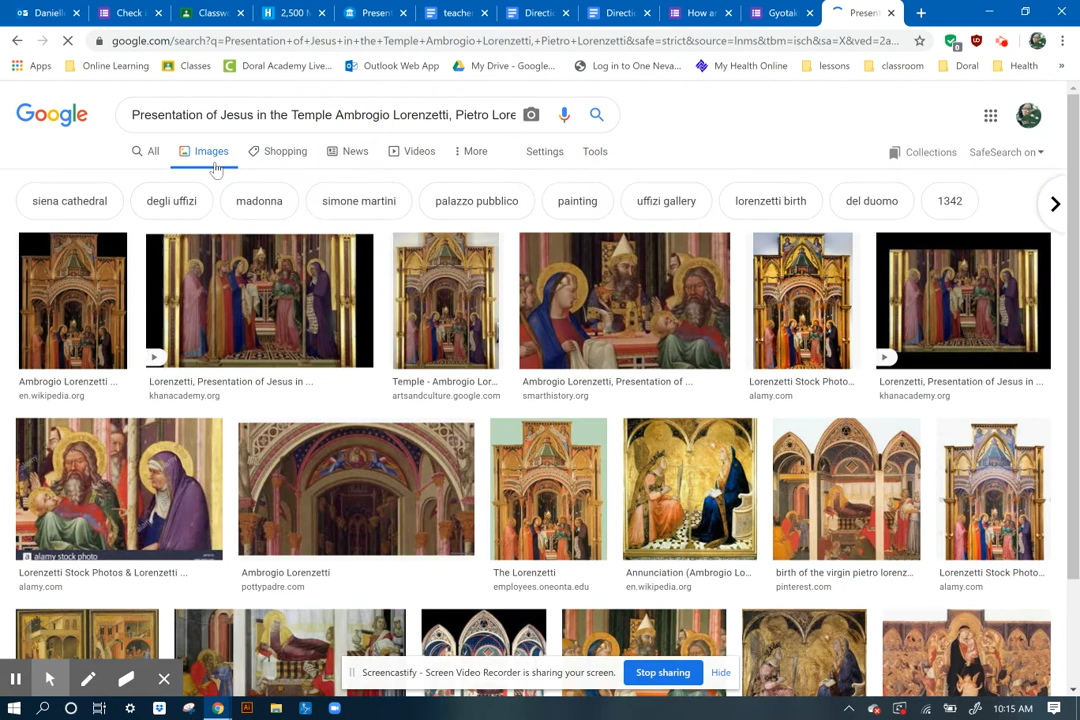 Danielle
Check i
Classw
2,500 M
Presen
teacher
Directi
Directi
How ar
Gyotak
Presen
google.com/search?q=Presentation+of+Jesus+in+the+Temple+Ambrogio+Lorenzetti,+Pietro+Lorenzetti&safe=strict&source=lnms&tbm=isch&sa=X&ved=2a...
Apps
Online Learning
Classes
Doral Academy Live...
Outlook Web App
My Drive - Google...
Log in to One Neva...
My Health Online
lessons
classroom
Doral
Health
»
Google
Presentation of Jesus in the Temple Ambrogio Lorenzetti, Pietro Lore
All
Images
Shopping
News
Videos
More
Settings
Tools
Collections
SafeSearch on
siena cathedral
degli uffizi
madonna
simone martini
palazzo pubblico
painting
uffizi gallery
lorenzetti birth
del duomo
1342
Ambrogio Lorenzetti ...
en.wikipedia.org
Lorenzetti, Presentation of Jesus in ...
khanacademy.org
Temple - Ambrogio Lor...
artsandculture.google.com
Ambrogio Lorenzetti, Presentation of ...
smarthistory.org
Lorenzetti Stock Photo...
alamy.com
Lorenzetti, Presentation of Jesus in ...
khanacademy.org
a alamy stock photo
Lorenzetti Stock Photos & Lorenzetti ...
alamy.com
Ambrogio Lorenzetti
pottypadre.com
The Lorenzetti
employees.oneonta.edu
Annunciation (Ambrogio Lo...
en.wikipedia.org
birth of the virgin pietro lorenz...
pinterest.com
Lorenzetti Stock Photo...
alamy.com
Screencastify - Screen Video Recorder is sharing your screen.
Stop sharing
Hide
10:15 AM